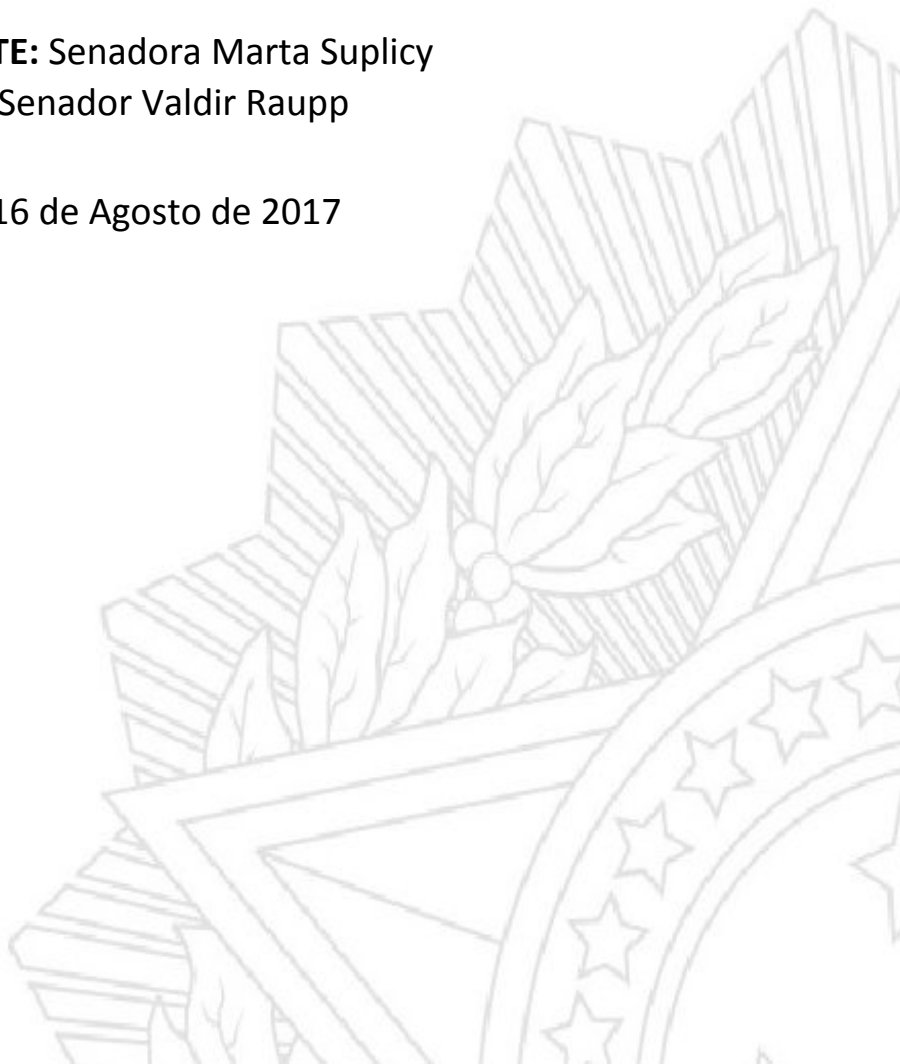 TE: Senadora Marta Suplicy
Senador Valdir Raupp
16 de Agosto de 2017